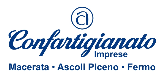 Confartigianato
Imprese
Macerata • Ascoli Piceno • Fermo